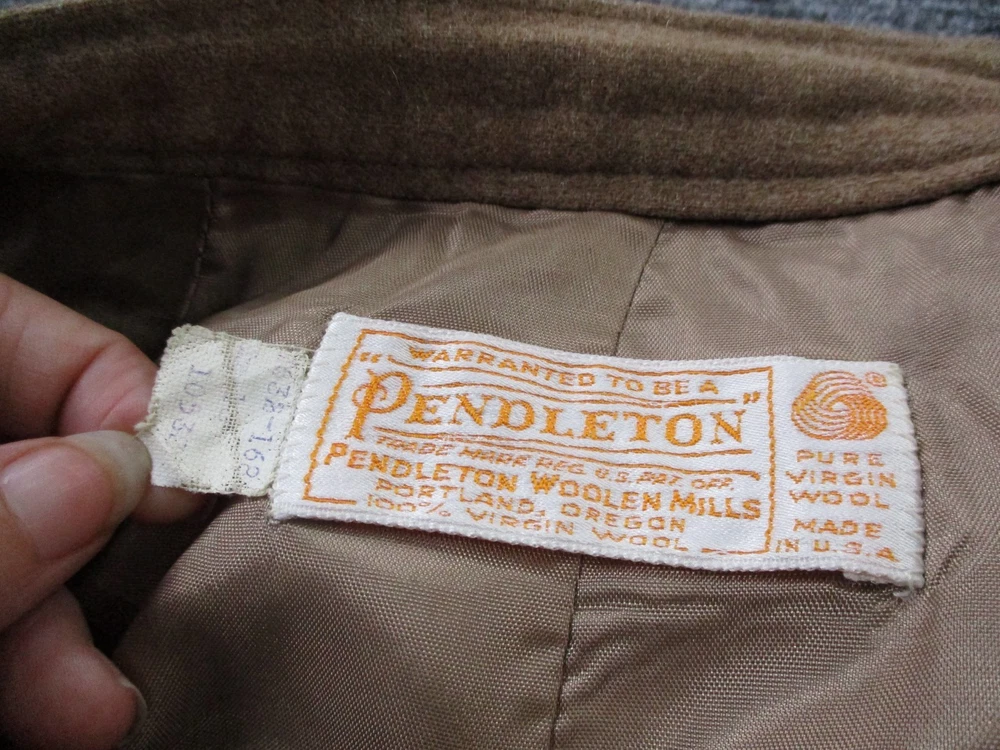 "WARRANTED TO BE A
PENDLETON"
TRADE MARK REG. U.S. PAT. OFF.
PENDLETON WOOLEN MILLS
PORTLAND, OREGON
100% VIRGIN WOOL
®
PURE
VIRGIN
WOOL
MADE
IN U.S.A